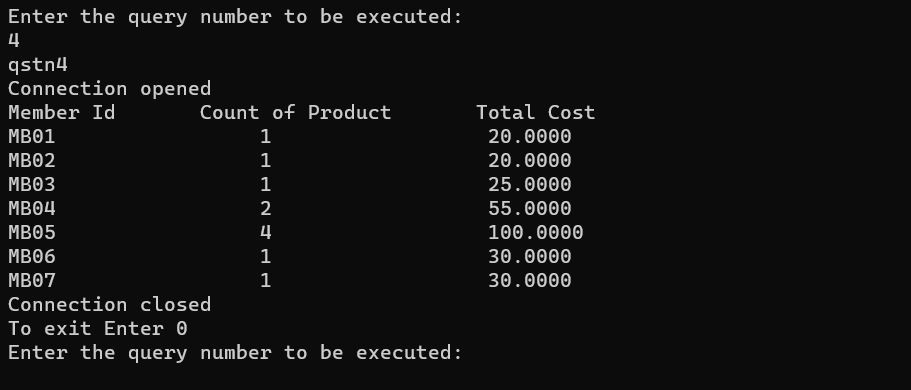 Enter the query number to be executed:
4
qstn4
Connection opened
Member Id       Count of Product       Total Cost
MB01                 1                  20.0000
MB02                 1                  20.0000
MB03                 1                  25.0000
MB04                 2                  55.0000
MB05                 4                  100.0000
MB06                 1                  30.0000
MB07                 1                  30.0000
Connection closed
To exit Enter 0
Enter the query number to be executed: